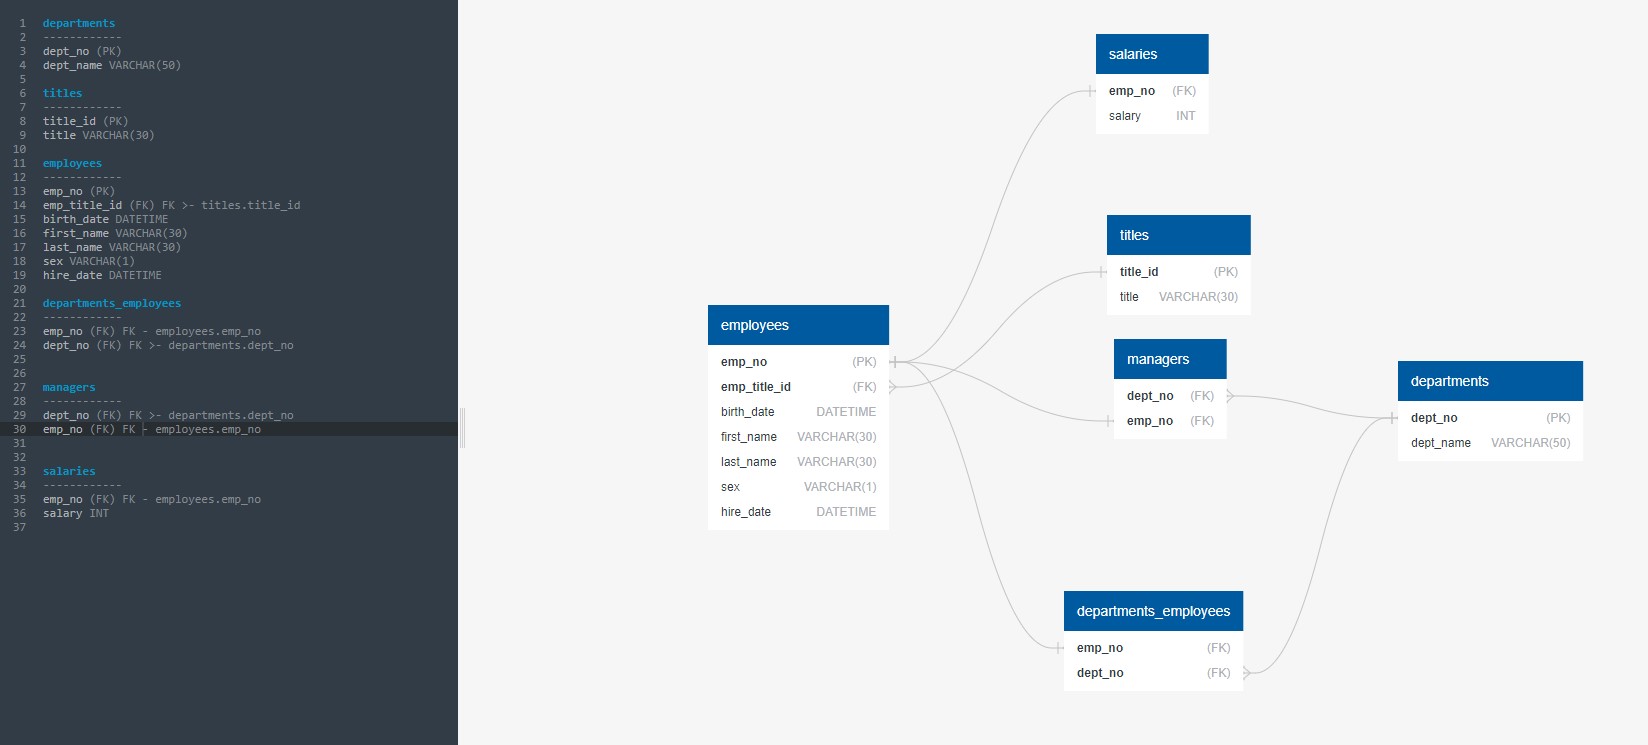 1 departments
2 ------------
3 dept_no (PK)
4 dept_name VARCHAR(50)
5
6 titles
7 ------------
8 title_id (PK)
9 title VARCHAR(30)
10
11 employees
12 ------------
13 emp_no (PK)
14 emp_title_id (FK) FK >- titles.title_id
15 birth_date DATETIME
16 first_name VARCHAR(30)
17 last_name VARCHAR(30)
18 sex VARCHAR(1)
19 hire_date DATETIME
20
21 departments_employees
22 ------------
23 emp_no (FK) FK - employees.emp_no
24 dept_no (FK) FK >- departments.dept_no
25
26
27 managers
28 ------------
29 dept_no (FK) FK >- departments.dept_no
30 emp_no (FK) FK - employees.emp_no
31
32
33 salaries
34 ------------
35 emp_no (FK) FK - employees.emp_no
36 salary INT
37
salaries
emp_no (FK)
salary INT
titles
title_id (PK)
title VARCHAR(30)
employees
emp_no (PK)
emp_title_id (FK)
birth_date DATETIME
first_name VARCHAR(30)
last_name VARCHAR(30)
sex VARCHAR(1)
hire_date DATETIME
managers
dept_no (FK)
emp_no (FK)
departments
dept_no (PK)
dept_name VARCHAR(50)
departments_employees
emp_no (FK)
dept_no (FK)